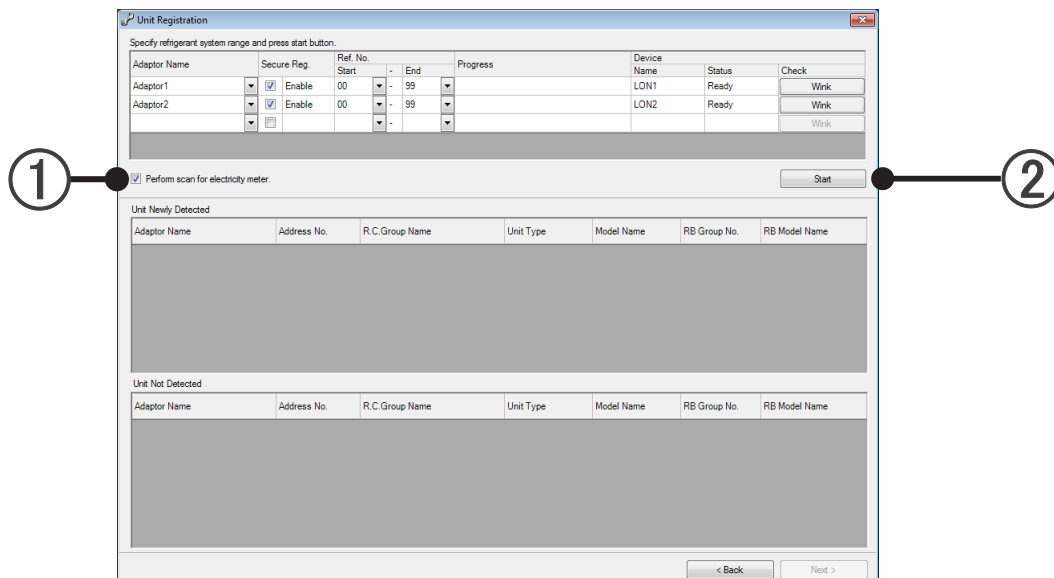 Unit Registration
Specify refrigerant system range and press start button.
Adaptor Name Secure Reg. Ref. No. Progress Device
Start - End Name Status Check
Adaptor1 Enable 00 - 99 LON1 Ready Wink
Adaptor2 Enable 00 - 99 LON2 Ready Wink
- Wink
① Perform scan for electricity meter. Start ②
Unit Newly Detected
Adaptor Name Address No. R.C.Group Name Unit Type Model Name RB Group No. RB Model Name
Unit Not Detected
Adaptor Name Address No. R.C.Group Name Unit Type Model Name RB Group No. RB Model Name
< Back Next >